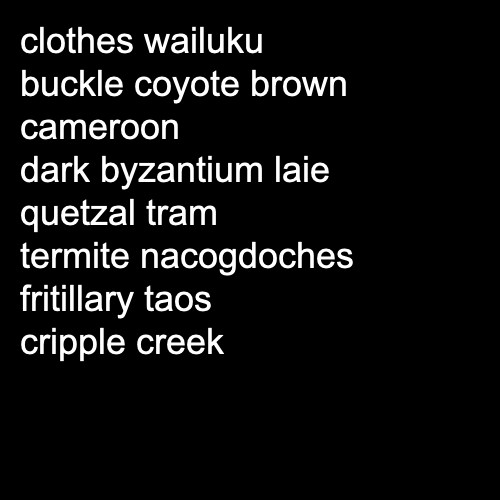 clothes wailuku
buckle coyote brown
cameroon
dark byzantium laie
quetzal tram
termite nacogdoches
fritillary taos
cripple creek